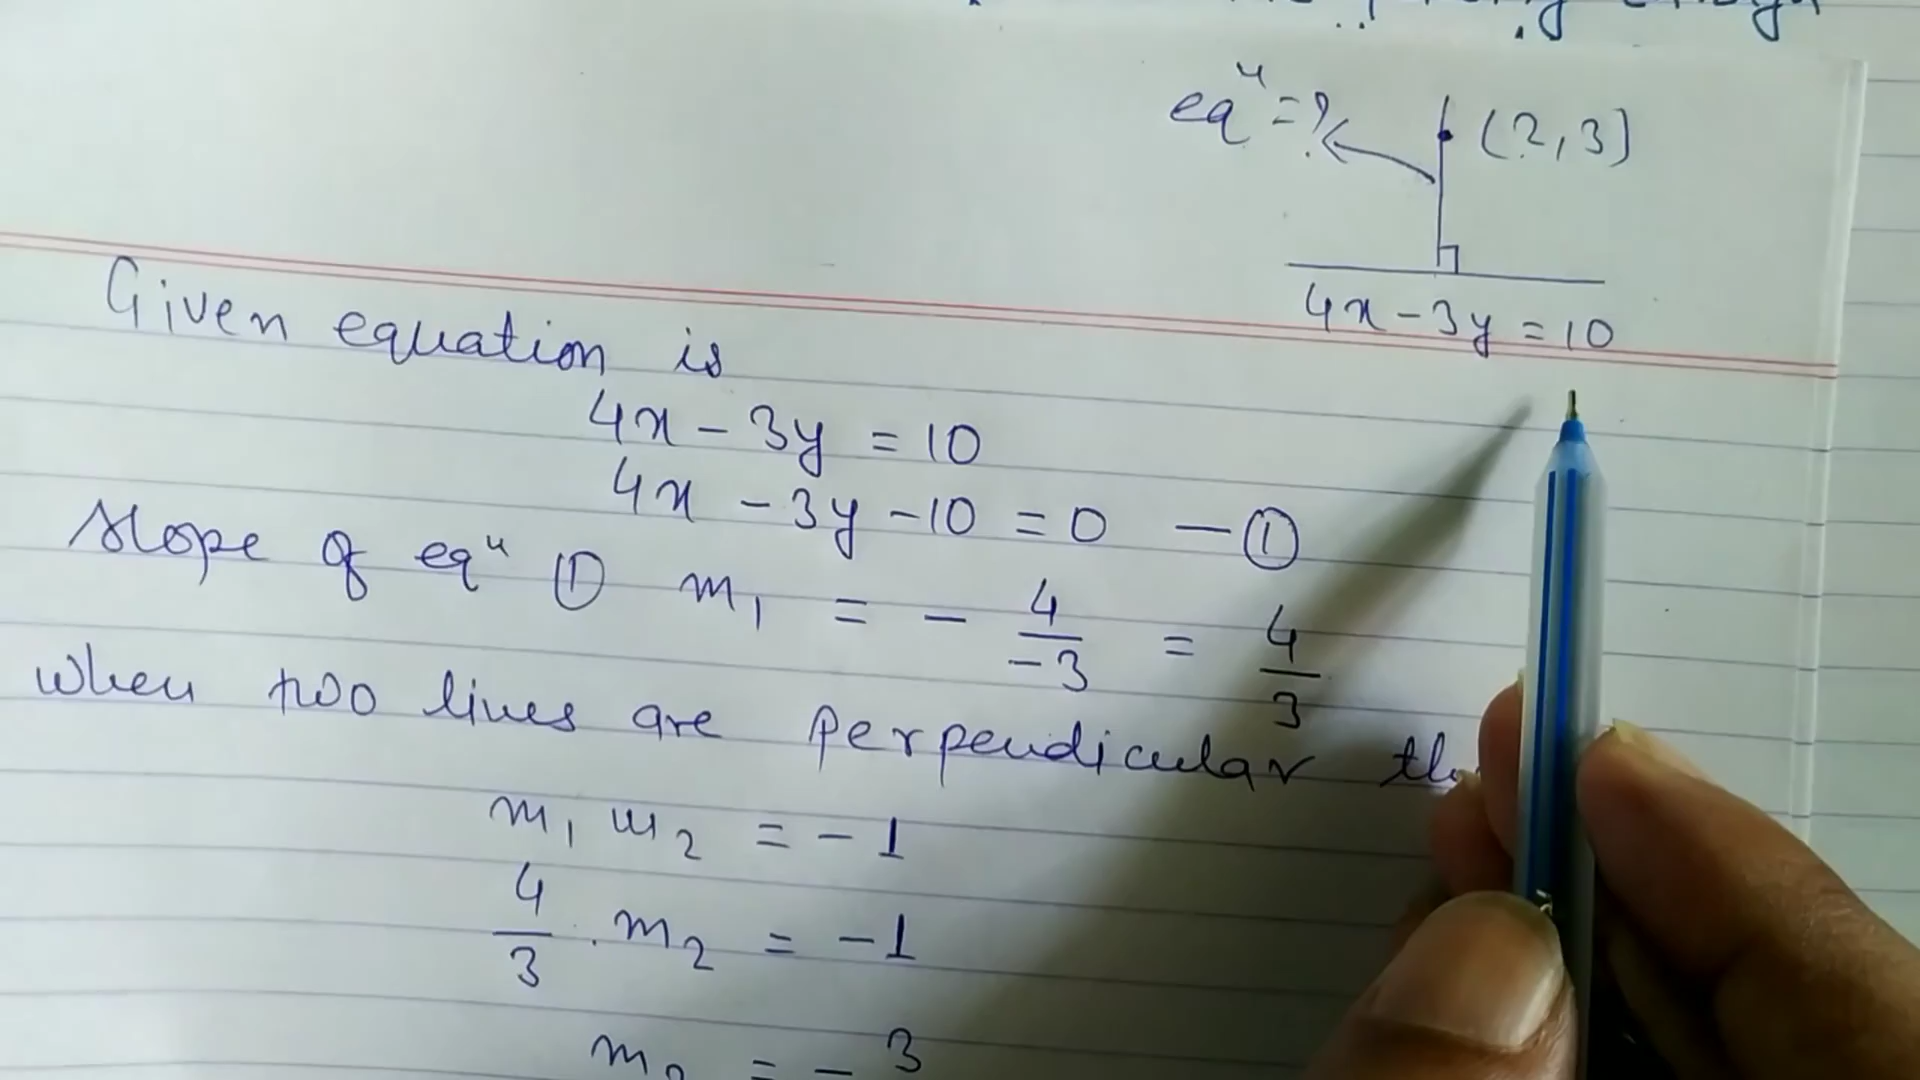 eqⁿ = ?
(2,3)
4x - 3y = 10
Given equation is
4x - 3y = 10
4x - 3y - 10 = 0 — ①
Slope of eqⁿ ① m₁ = - 4/-3 = 4/3
When two lines are perpendicular
m₁ m₂ = -1
4/3 . m₂ = -1
m₂ = - 3